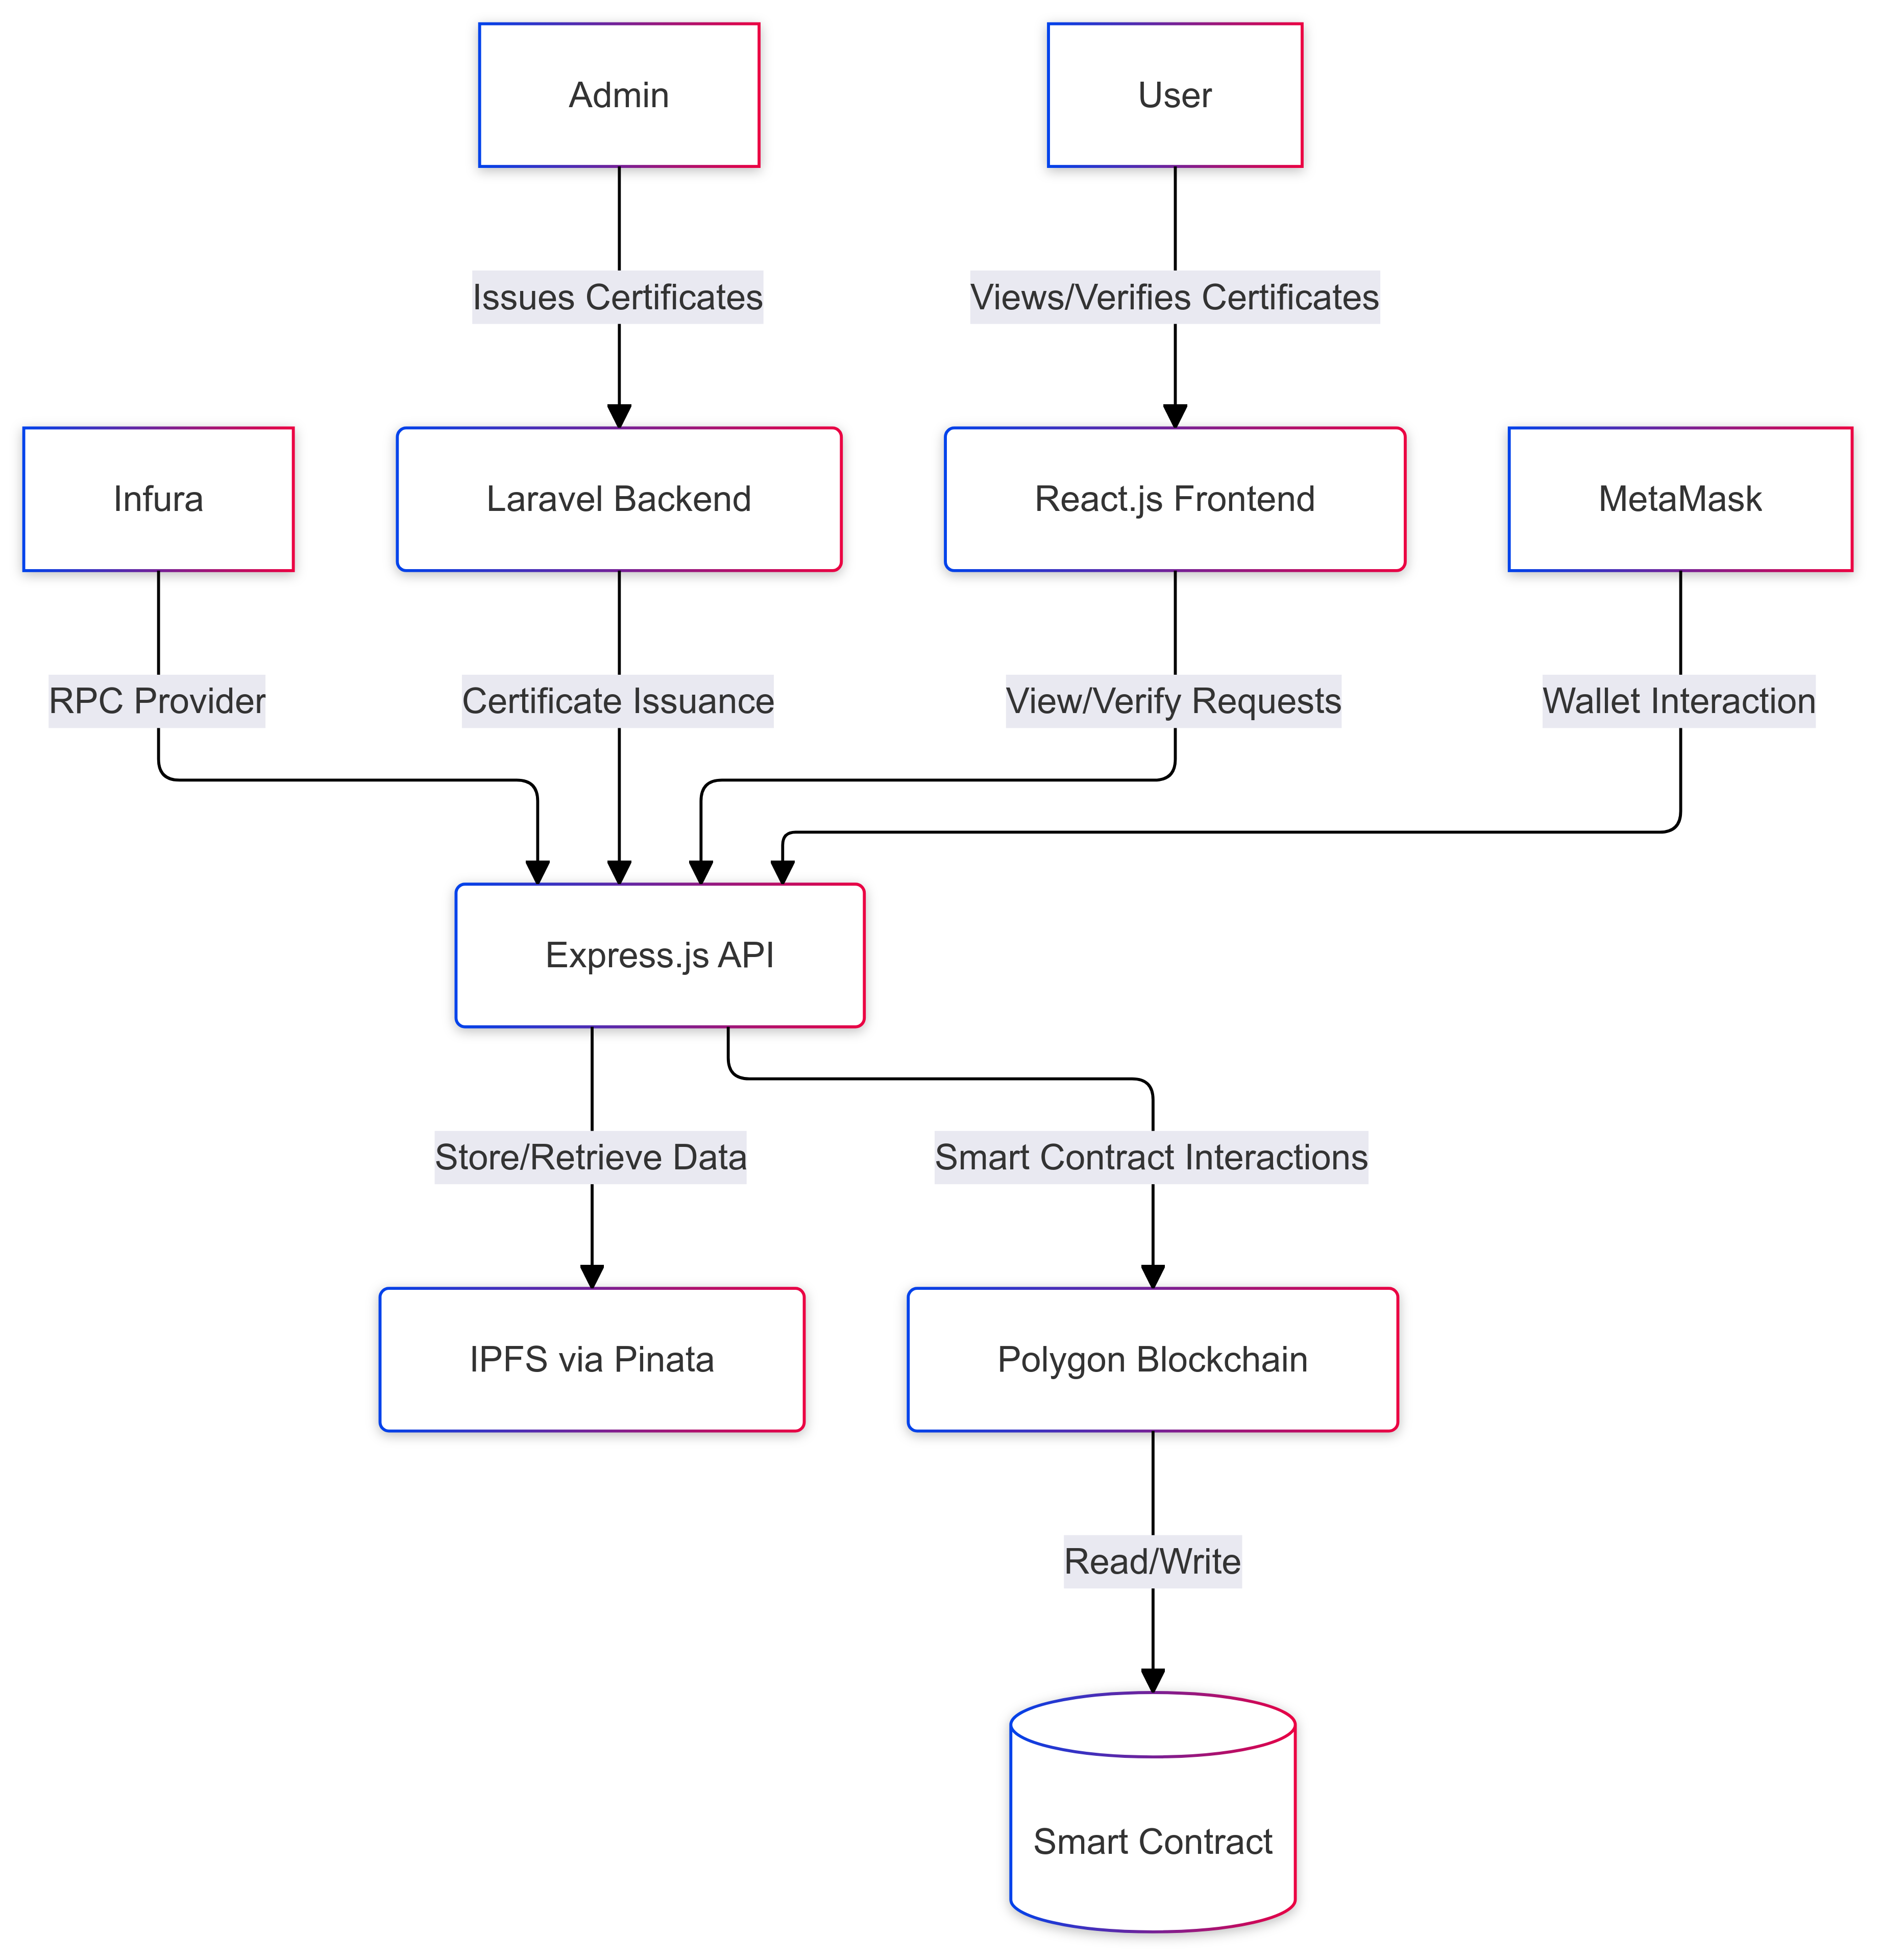 Admin
User
Issues Certificates
Views/Verifies Certificates
Infura
Laravel Backend
React.js Frontend
MetaMask
RPC Provider
Certificate Issuance
View/Verify Requests
Wallet Interaction
Express.js API
Store/Retrieve Data
Smart Contract Interactions
IPFS via Pinata
Polygon Blockchain
Read/Write
Smart Contract